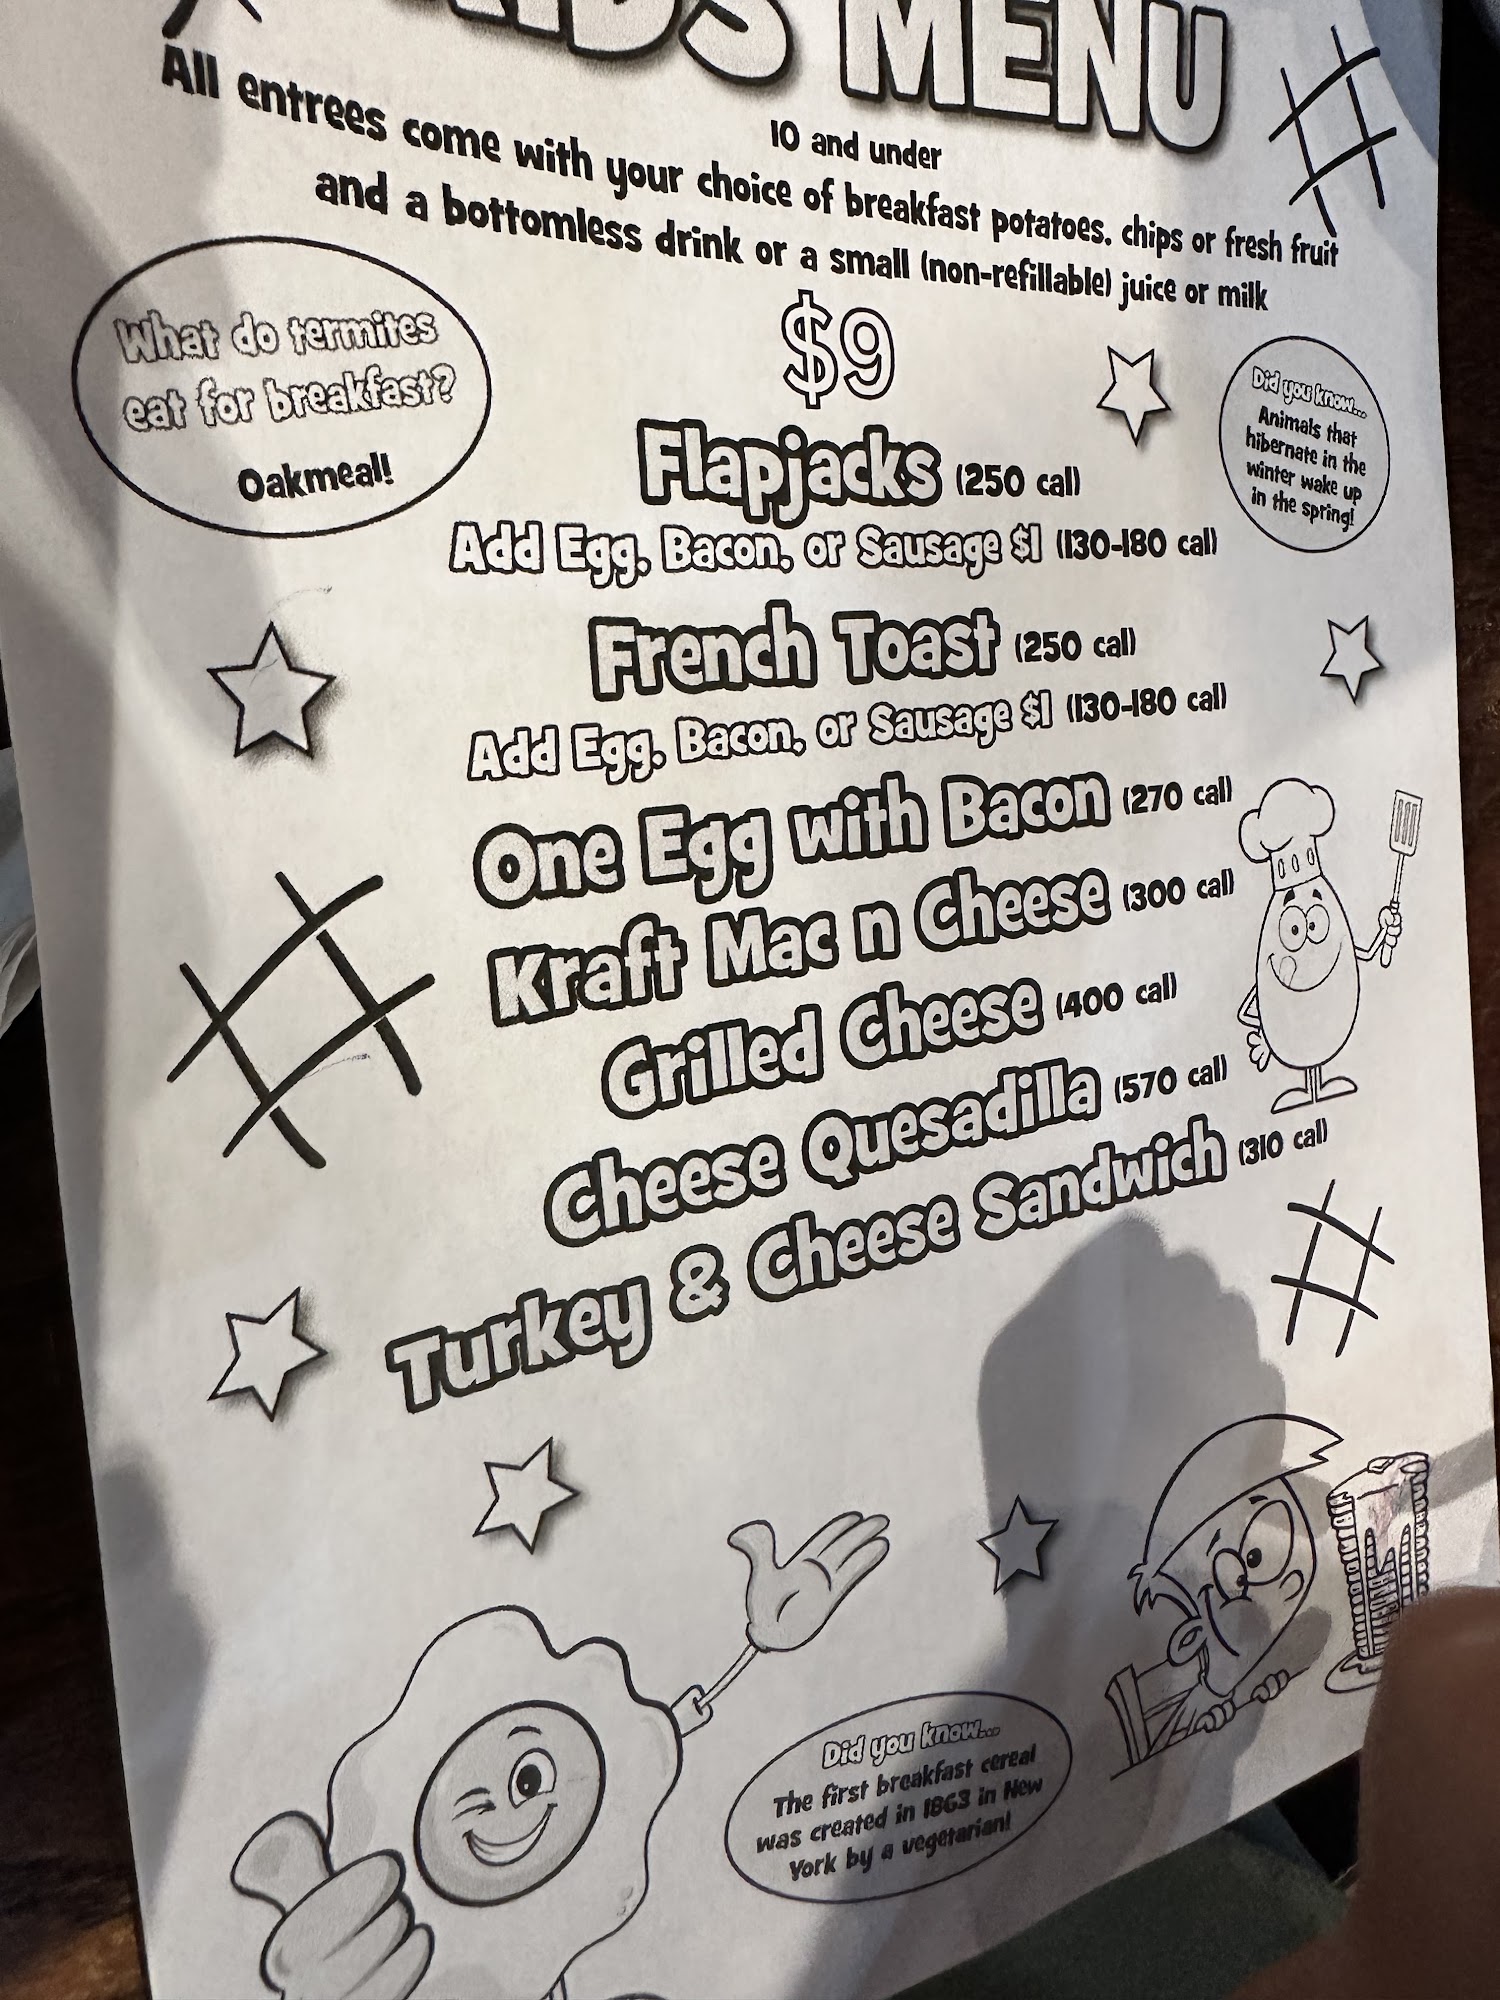 KIDS MENU
10 and under
All entrees come with your choice of breakfast potatoes, chips or fresh fruit
and a bottomless drink or a small (non-refillable) juice or milk
$9
What do termites
eat for breakfast?
Oakmeal!
Did you know...
Animals that
hibernate in the
winter wake up
in the spring!
Flapjacks (250 cal)
Add Egg, Bacon, or Sausage $1 (130-180 cal)
French Toast (250 cal)
Add Egg, Bacon, or Sausage $1 (130-180 cal)
One Egg with Bacon (270 cal)
Kraft Mac n Cheese (300 cal)
Grilled Cheese (400 cal)
Cheese Quesadilla (570 cal)
Turkey & Cheese Sandwich (310 cal)
Did you know...
The first breakfast cereal
was created in 1863 in New
York by a vegetarian!